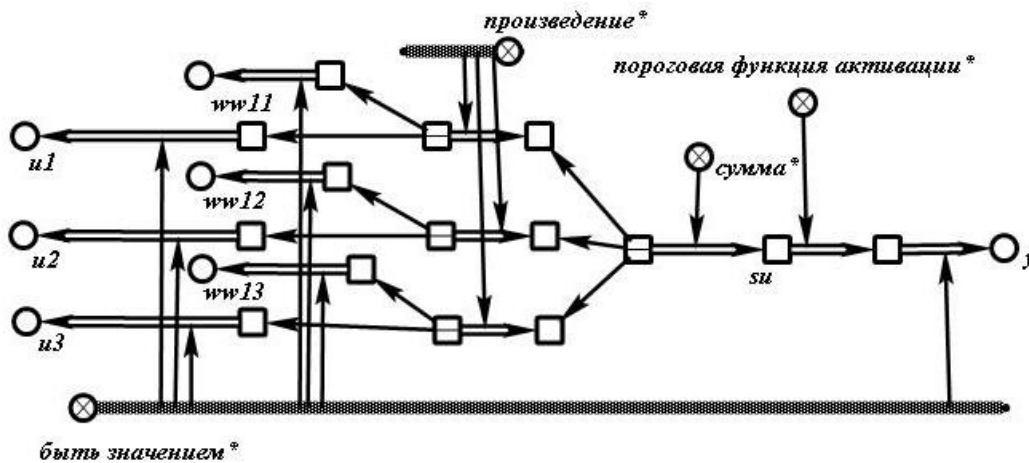 произведение*
пороговая функция активации*
ww11
u1
сумма*
ww12
u2
su
y
ww13
u3
быть значением*